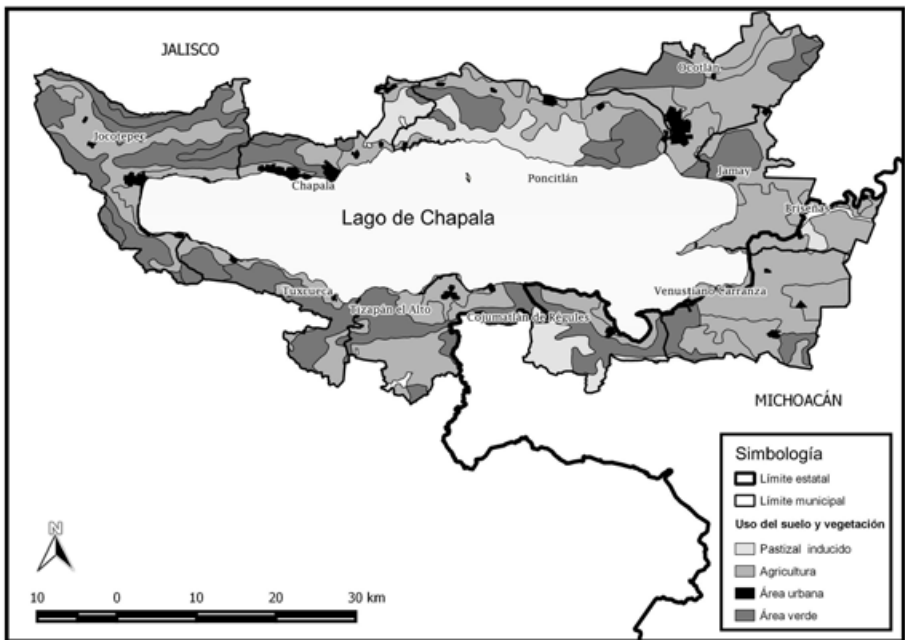 JALISCO
Ocotlán
Jocotepec
Chapala
Poncitlán
Jamay
Briseñas
Lago de Chapala
Tuxcueca
Tizapán el Alto
Cojumatlán de Régules
Venustiano Carranza
MICHOACÁN
Simbología
Límite estatal
Límite municipal
Uso del suelo y vegetación
Pastizal inducido
Agricultura
Área urbana
Área verde
N
10 0 10 20 30 km